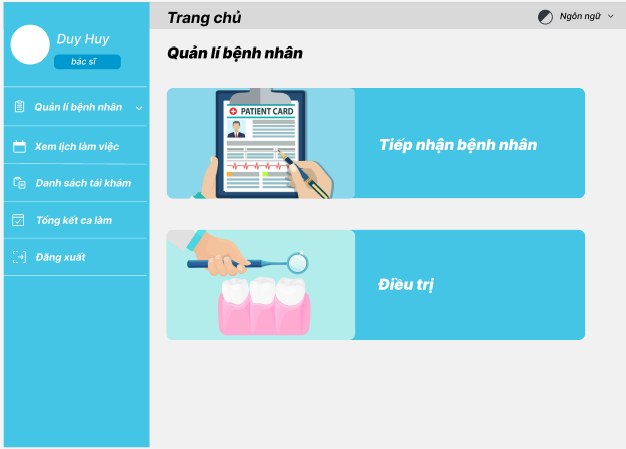 Duy Huy
bác sĩ
Quản lí bệnh nhân
Xem lịch làm việc
Danh sách tái khám
Tổng kết ca làm
Đăng xuất
Trang chủ
Ngôn ngữ
Quản lí bệnh nhân
PATIENT CARD
Tiếp nhận bệnh nhân
Điều trị